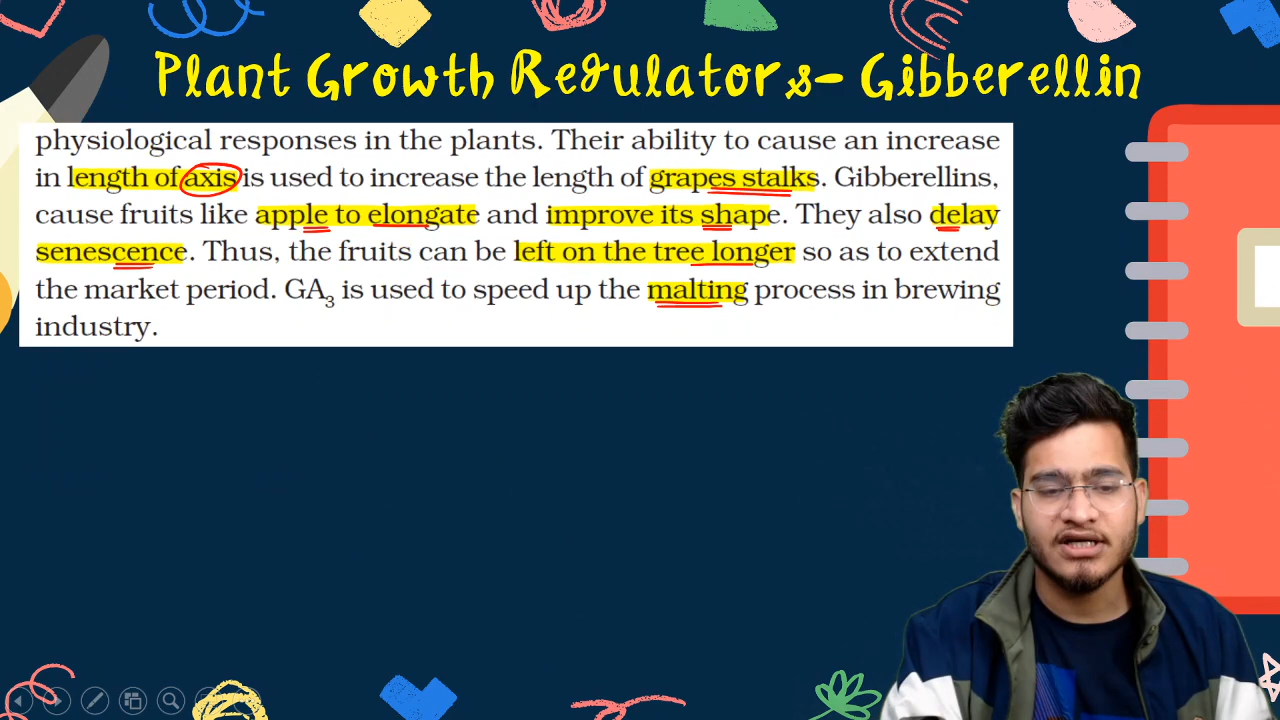 Plant Growth Regulators- Gibberellin
physiological responses in the plants. Their ability to cause an increase
in length of axis is used to increase the length of grapes stalks. Gibberellins,
cause fruits like apple to elongate and improve its shape. They also delay
senescence. Thus, the fruits can be left on the tree longer so as to extend
the market period. GA₃ is used to speed up the malting process in brewing
industry.